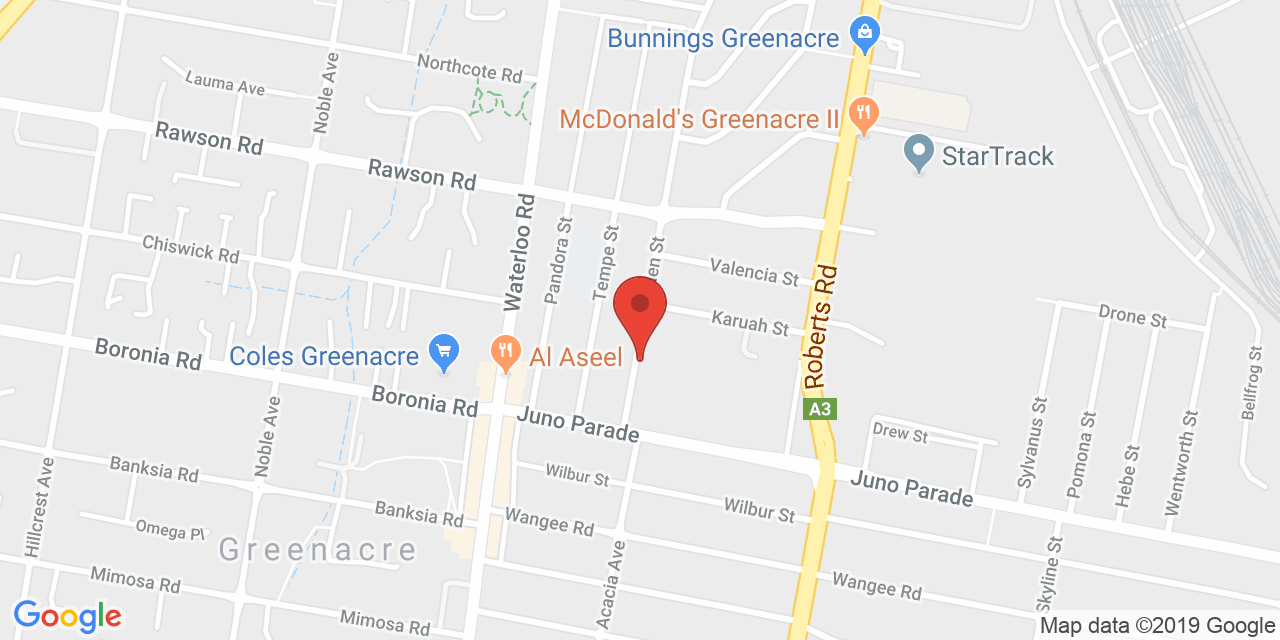 Bunnings Greenacre
Northcote Rd
Lauma Ave
Noble Ave
McDonald's Greenacre II
Rawson Rd
StarTrack
Rawson Rd
Waterloo Rd
Pandora St
Tempe St
Chiswick Rd
Valencia St
Roberts Rd
Karuah St
Drone St
Boronia Rd
Coles Greenacre
Al Aseel
Bellfrog St
Boronia Rd
A3
Juno Parade
Noble Ave
Drew St
Sylvanus St
Pomona St
Hebe St
Wentworth St
Hillcrest Ave
Banksia Rd
Wilbur St
Juno Parade
Banksia Rd
Wangee Rd
Wilbur St
Omega Pl
Greenacre
Acacia Ave
Skyline St
Mimosa Rd
Wangee Rd
Mimosa Rd
Google
Map data ©2019 Google